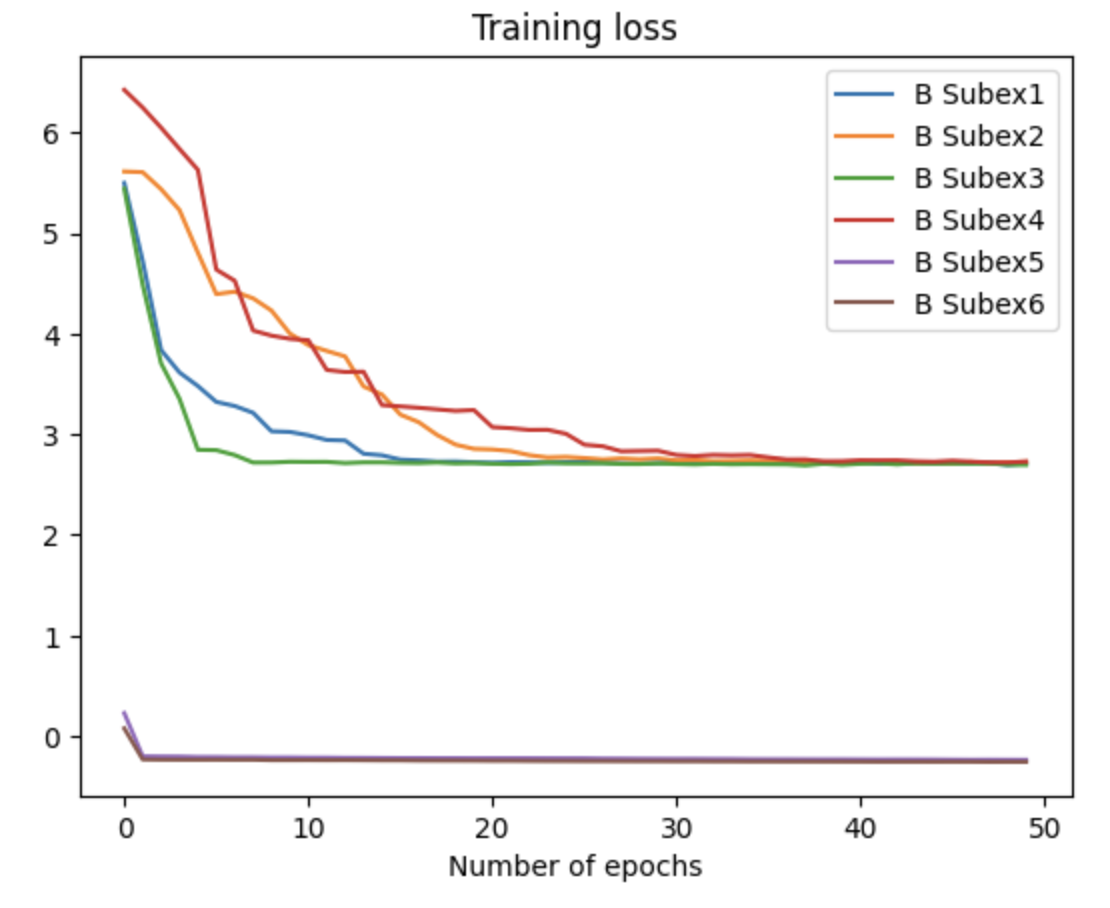 Training loss
B Subex1
B Subex2
B Subex3
B Subex4
B Subex5
B Subex6
6
5
4
3
2
1
0
0 10 20 30 40 50
Number of epochs